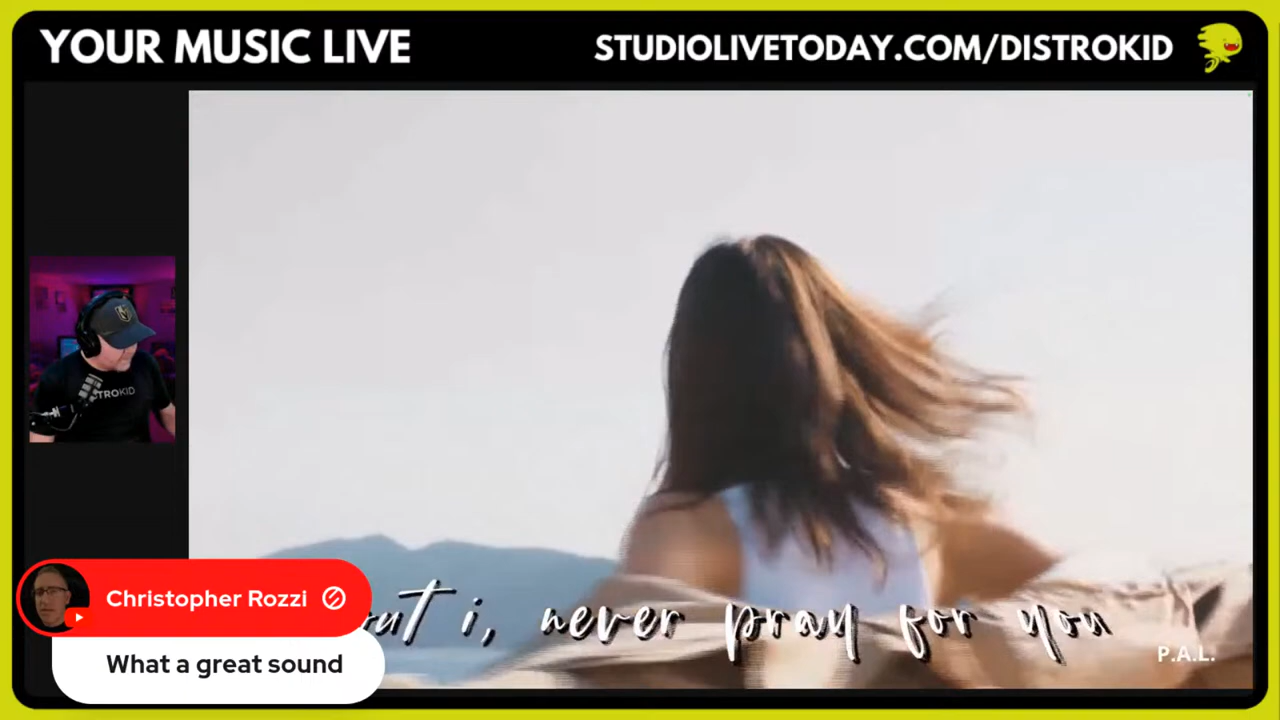 YOUR MUSIC LIVE
STUDIOLIVETODAY.COM/DISTROKID
TROKID
i, never pray for you
P.A.L.
Christopher Rozzi
What a great sound